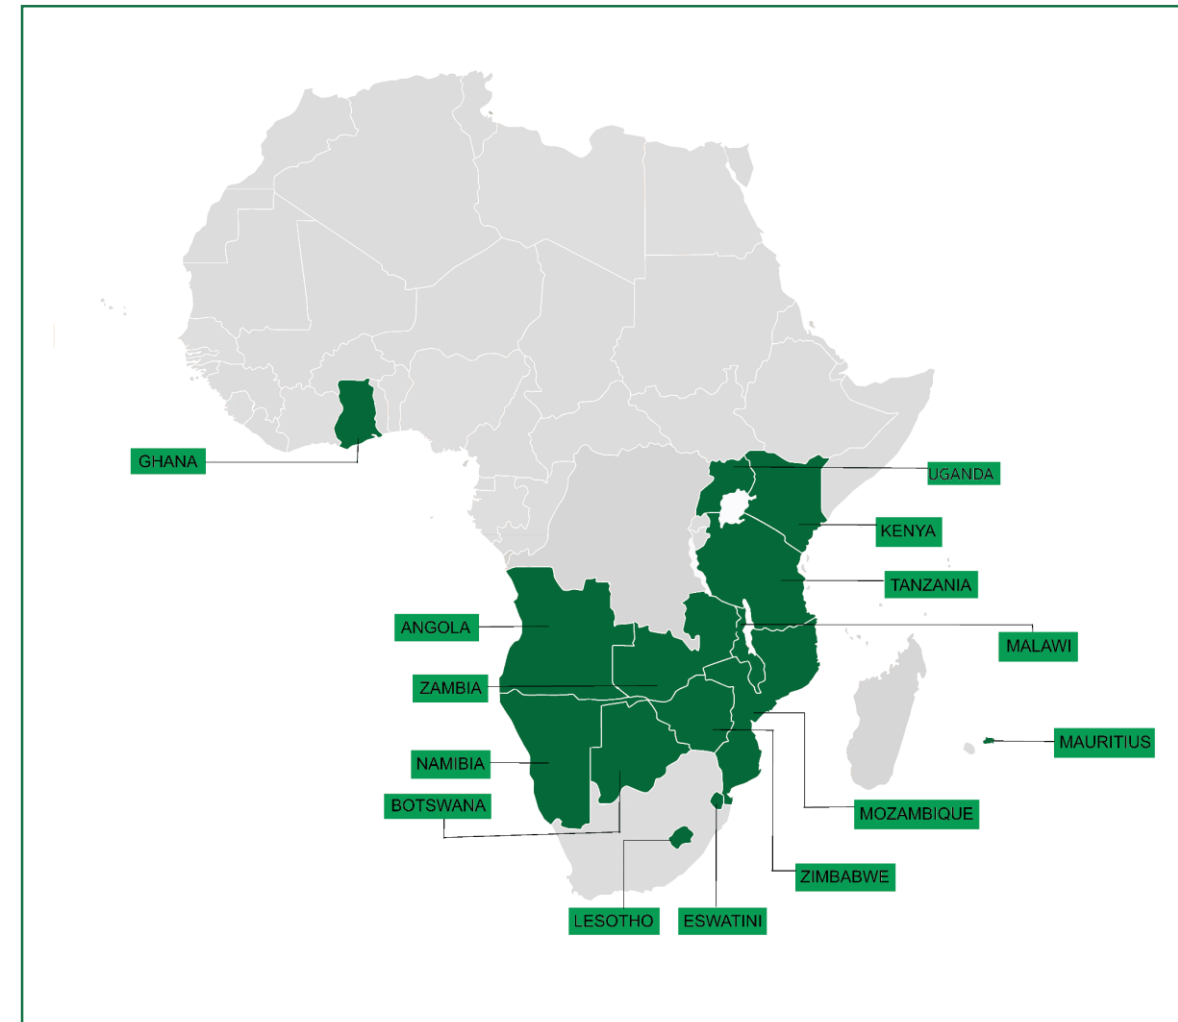 GHANA
UGANDA
KENYA
TANZANIA
ANGOLA
MALAWI
ZAMBIA
MAURITIUS
NAMIBIA
BOTSWANA
MOZAMBIQUE
ZIMBABWE
LESOTHO
ESWATINI